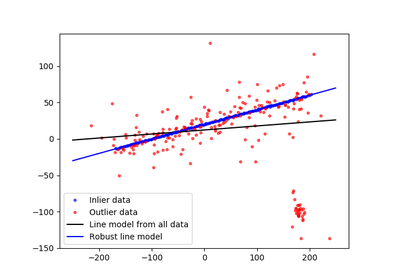 100
50
0
−50
−100
−150
−200 −100 0 100 200
Inlier data
Outlier data
Line model from all data
Robust line model